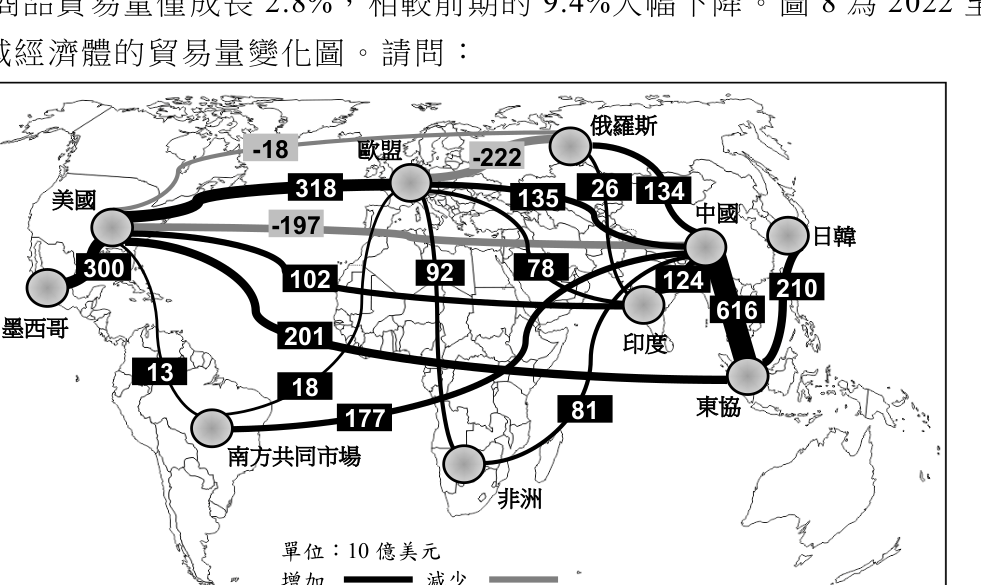 商品貿易量僅成長 2.8%，相較前期的 9.4%大幅下降。圖 8 為 2022 至
域經濟體的貿易量變化圖。請問：
俄羅斯
-18
歐盟
-222
26
134
美國
318
135
中國
-197
日韓
300
102
92
78
124
210
墨西哥
616
201
印度
13
18
東協
177
81
南方共同市場
非洲
單位：10 億美元
增加
減少